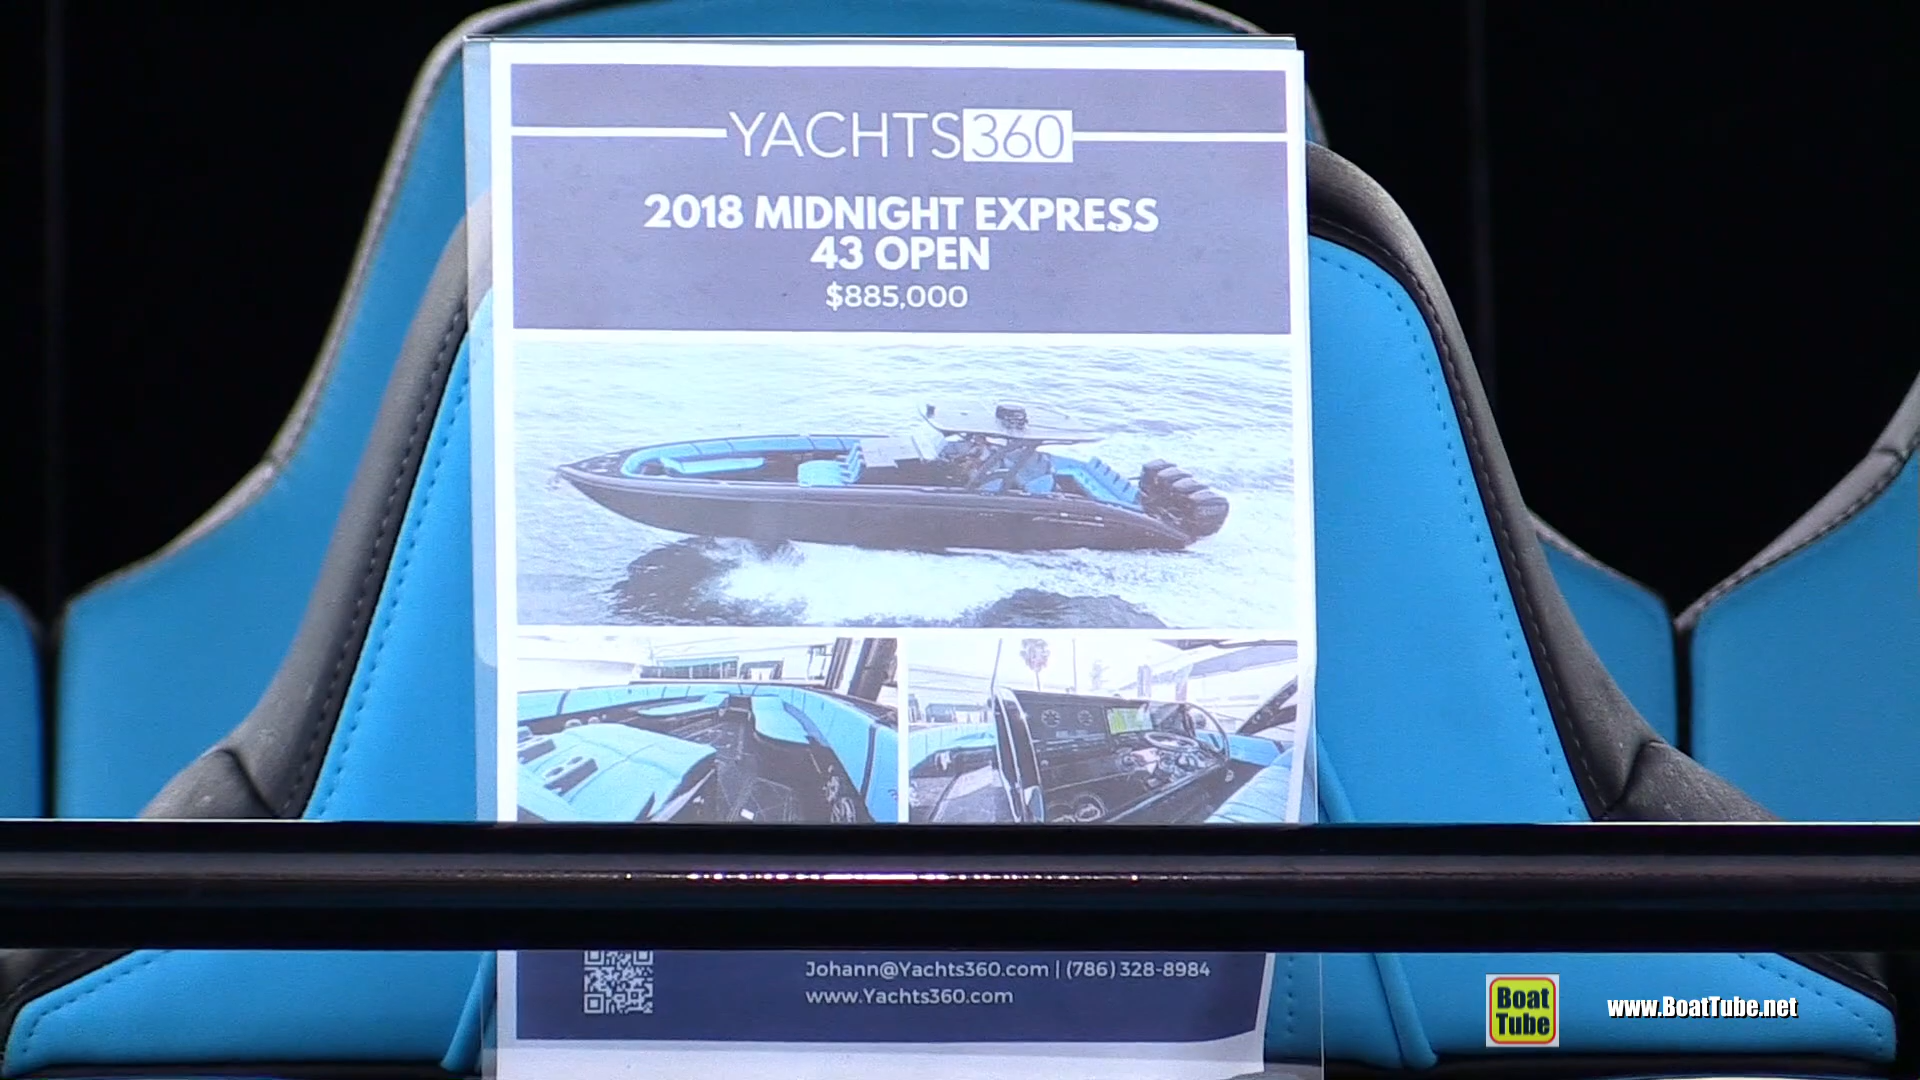 YACHTS360
2018 MIDNIGHT EXPRESS
43 OPEN
$885,000
Johann@Yachts360.com | (786) 328-8984
www.Yachts360.com
Boat
Tube
www.BoatTube.net